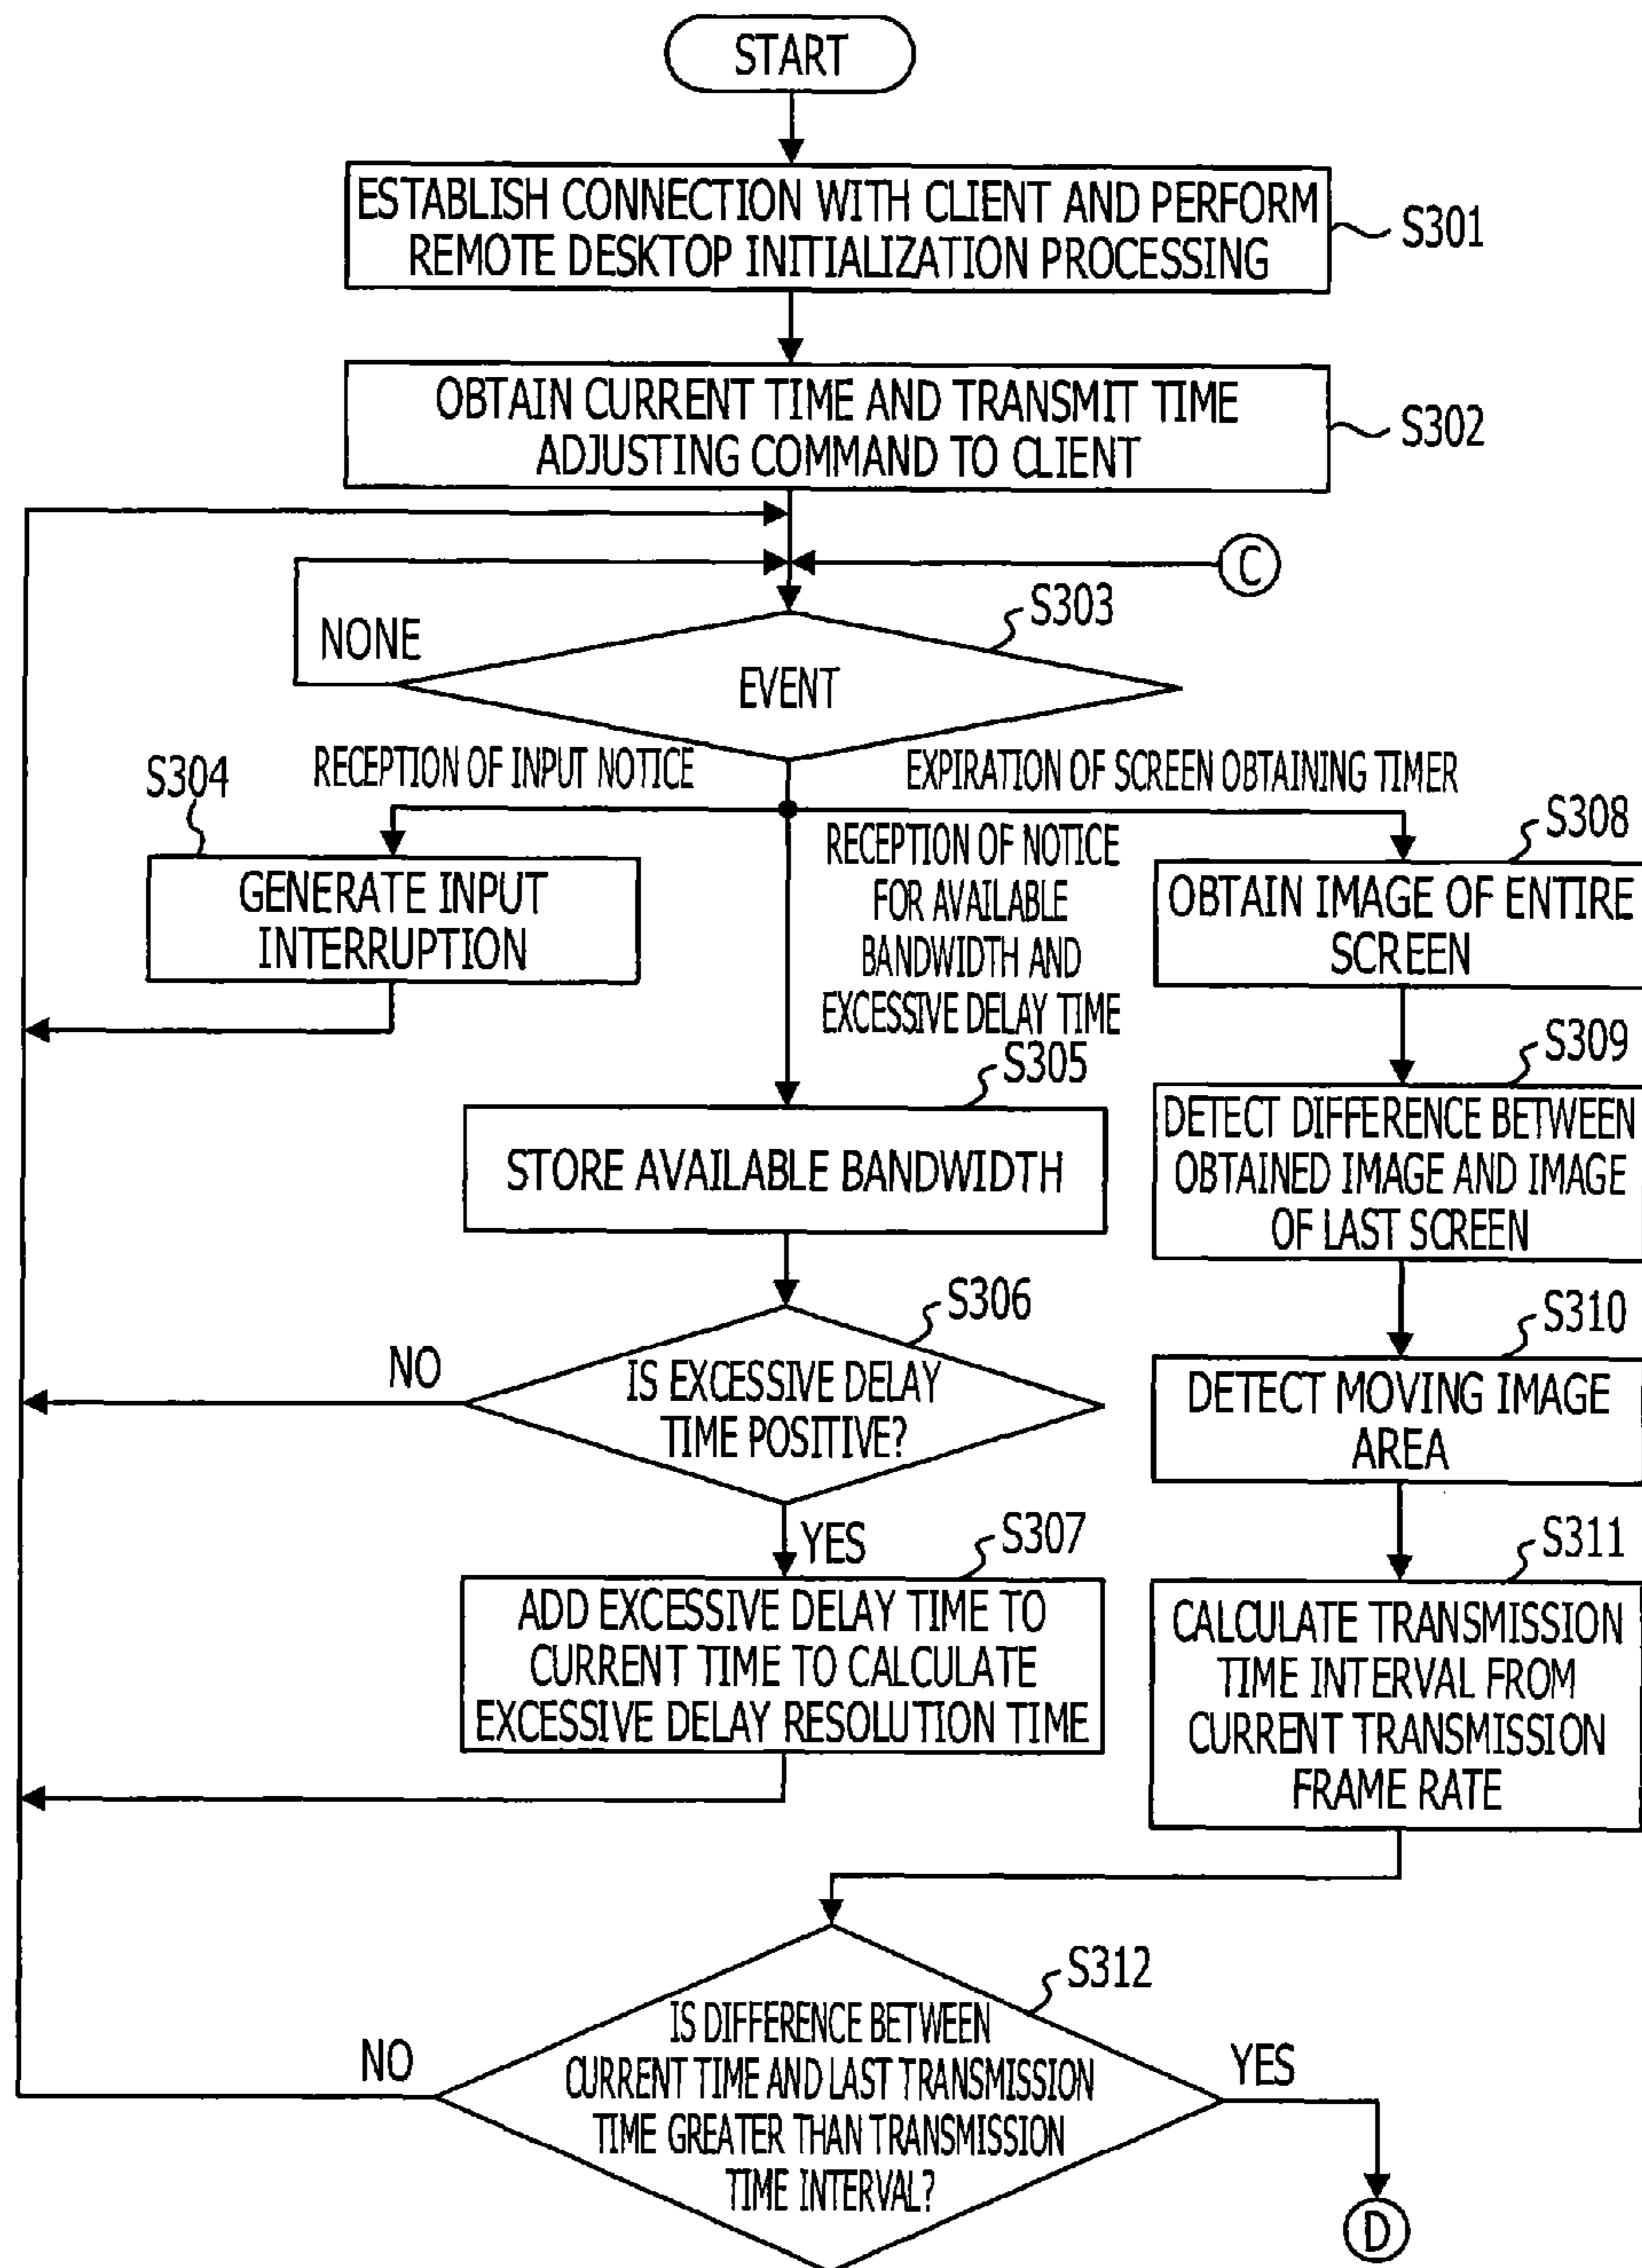 START
ESTABLISH CONNECTION WITH CLIENT AND PERFORM
REMOTE DESKTOP INITIALIZATION PROCESSING
S301
OBTAIN CURRENT TIME AND TRANSMIT TIME
ADJUSTING COMMAND TO CLIENT
S302
C
S303
NONE
EVENT
RECEPTION OF INPUT NOTICE
EXPIRATION OF SCREEN OBTAINING TIMER
S304
GENERATE INPUT
INTERRUPTION
RECEPTION OF NOTICE
FOR AVAILABLE
BANDWIDTH AND
EXCESSIVE DELAY TIME
S308
OBTAIN IMAGE OF ENTIRE
SCREEN
S305
STORE AVAILABLE BANDWIDTH
S309
DETECT DIFFERENCE BETWEEN
OBTAINED IMAGE AND IMAGE
OF LAST SCREEN
S306
NO
IS EXCESSIVE DELAY
TIME POSITIVE?
S310
DETECT MOVING IMAGE
AREA
YES
S307
ADD EXCESSIVE DELAY TIME TO
CURRENT TIME TO CALCULATE
EXCESSIVE DELAY RESOLUTION TIME
S311
CALCULATE TRANSMISSION
TIME INTERVAL FROM
CURRENT TRANSMISSION
FRAME RATE
S312
NO
IS DIFFERENCE BETWEEN
CURRENT TIME AND LAST TRANSMISSION
TIME GREATER THAN TRANSMISSION
TIME INTERVAL?
YES
D